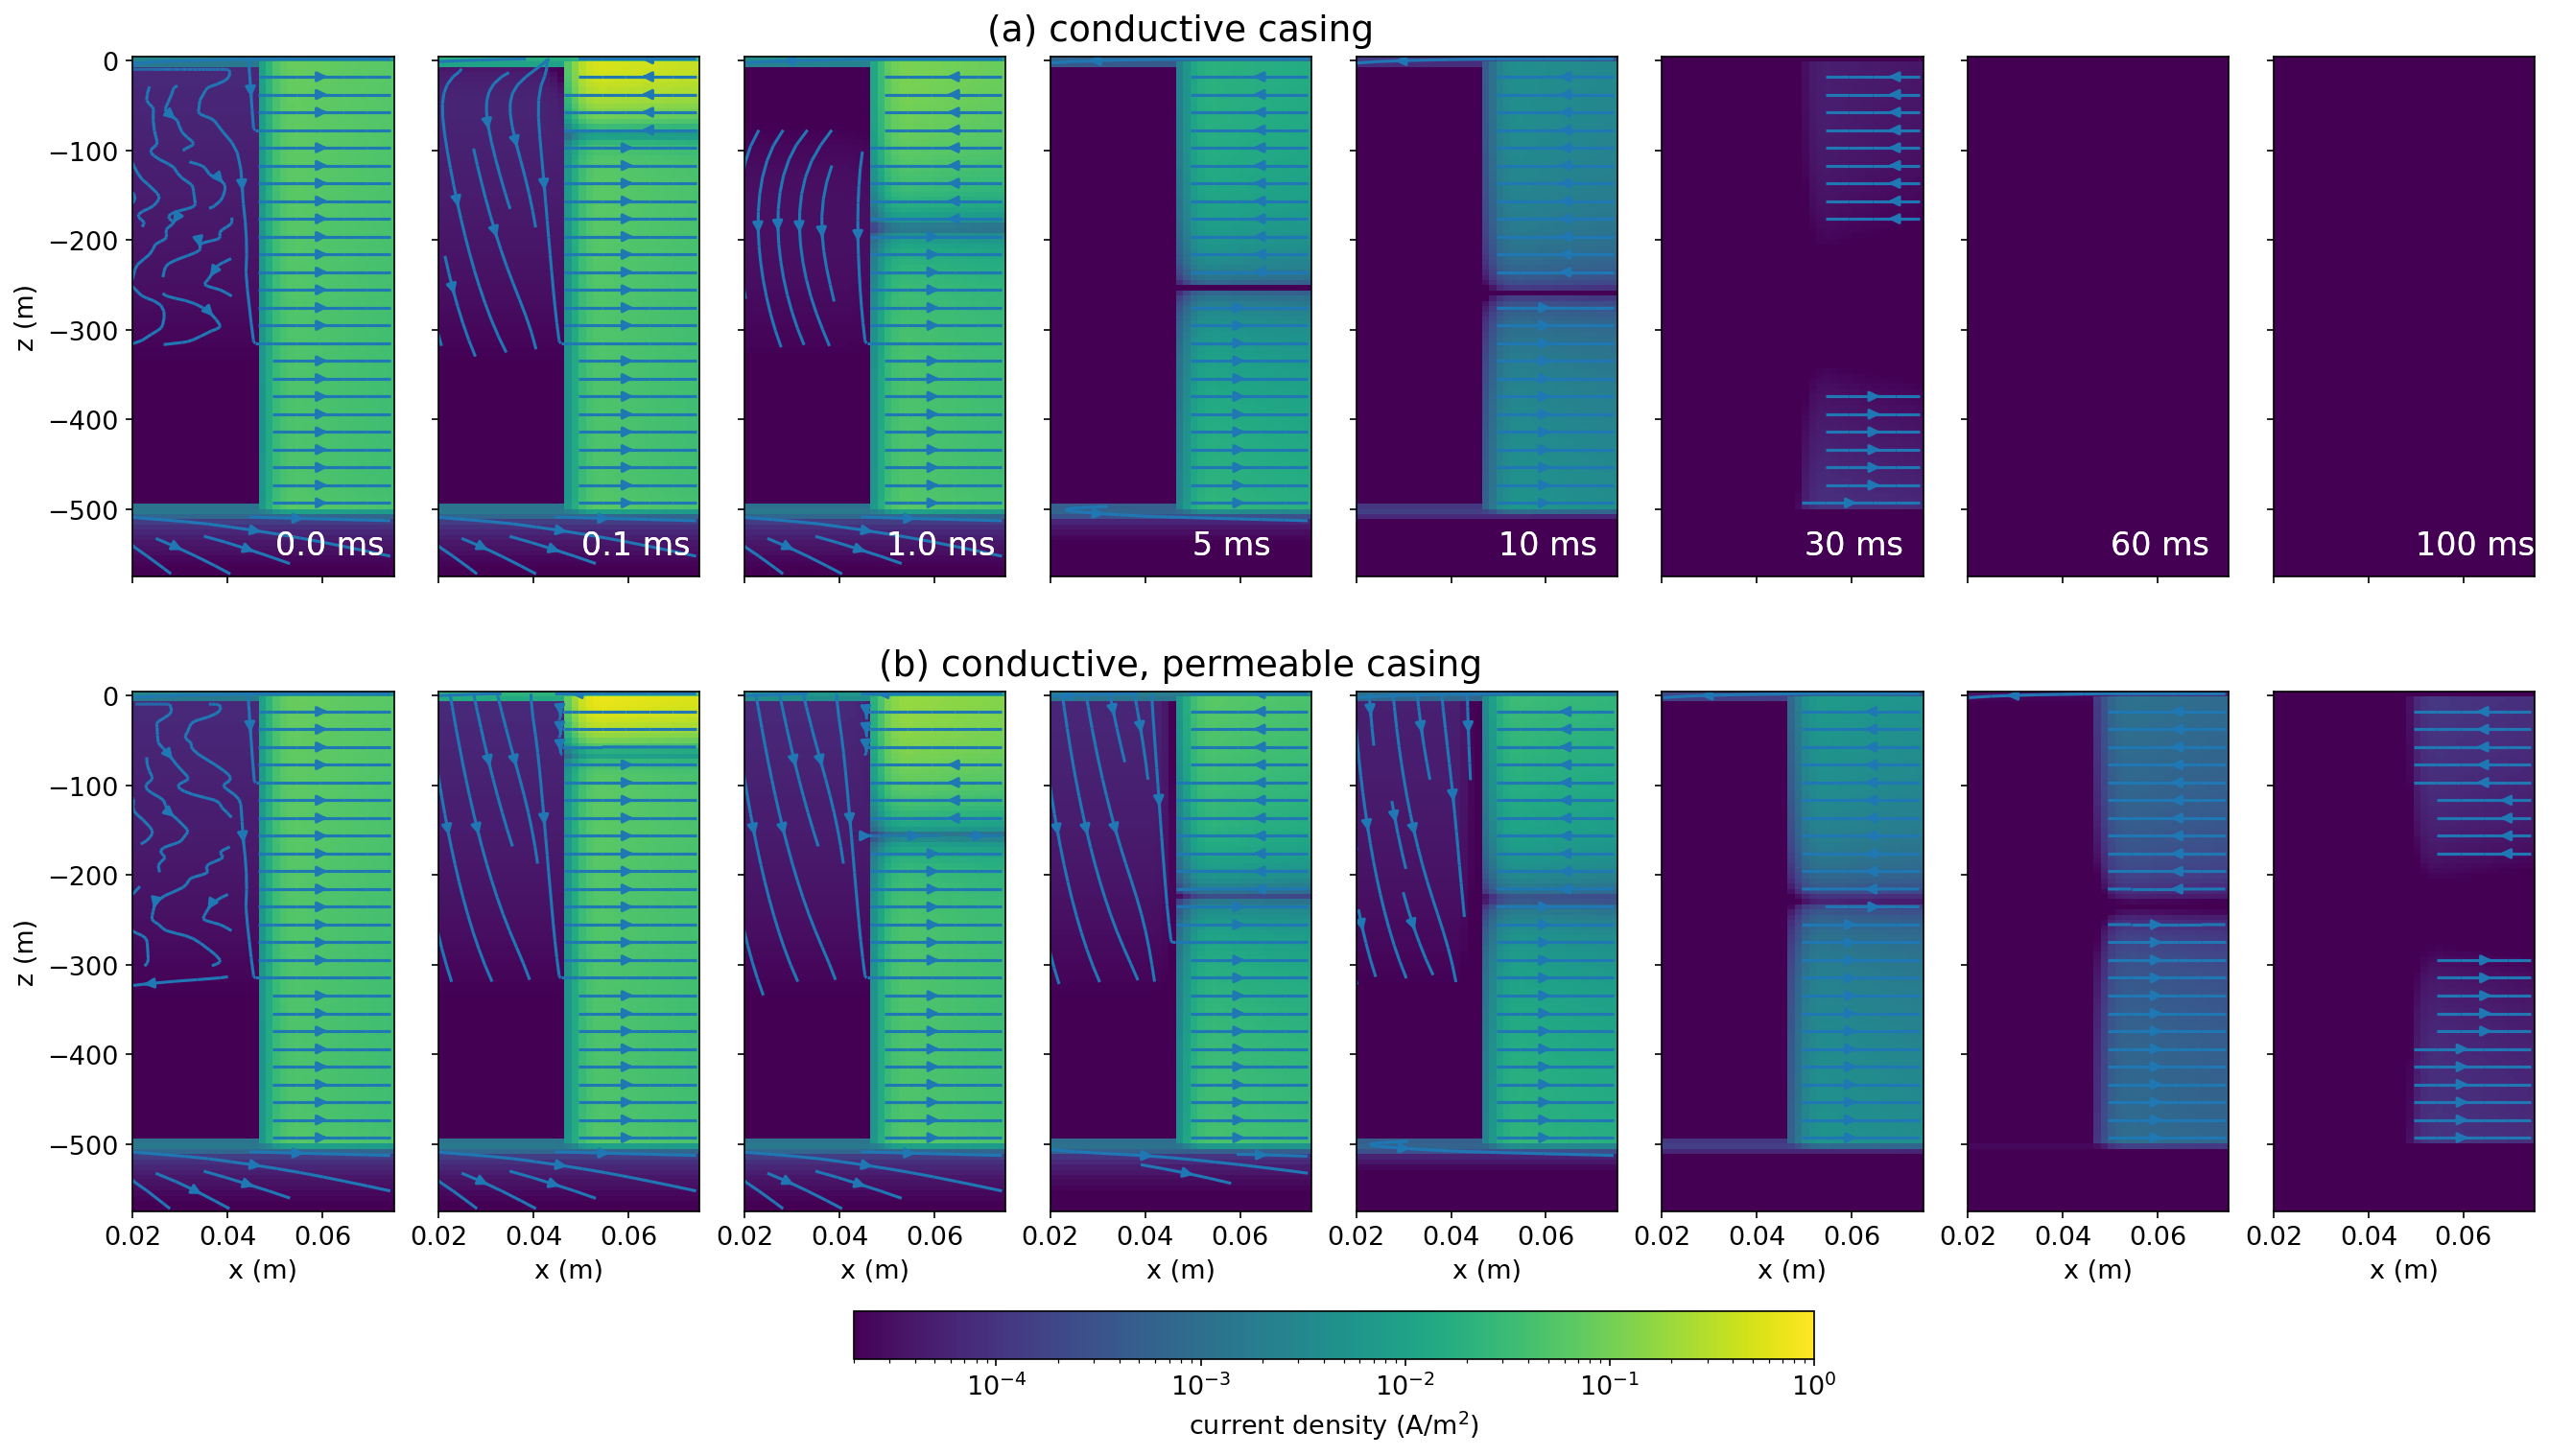 (a) conductive casing
0
−100
−200
−300
−400
−500
z (m)
0.0 ms
0.1 ms
1.0 ms
5 ms
10 ms
30 ms
60 ms
100 ms
(b) conductive, permeable casing
0
−100
−200
−300
−400
−500
z (m)
0.02 0.04 0.06
0.02 0.04 0.06
0.02 0.04 0.06
0.02 0.04 0.06
0.02 0.04 0.06
0.02 0.04 0.06
0.02 0.04 0.06
0.02 0.04 0.06
x (m)
x (m)
x (m)
x (m)
x (m)
x (m)
x (m)
x (m)
10⁻⁴ 10⁻³ 10⁻² 10⁻¹ 10⁰
current density (A/m²)